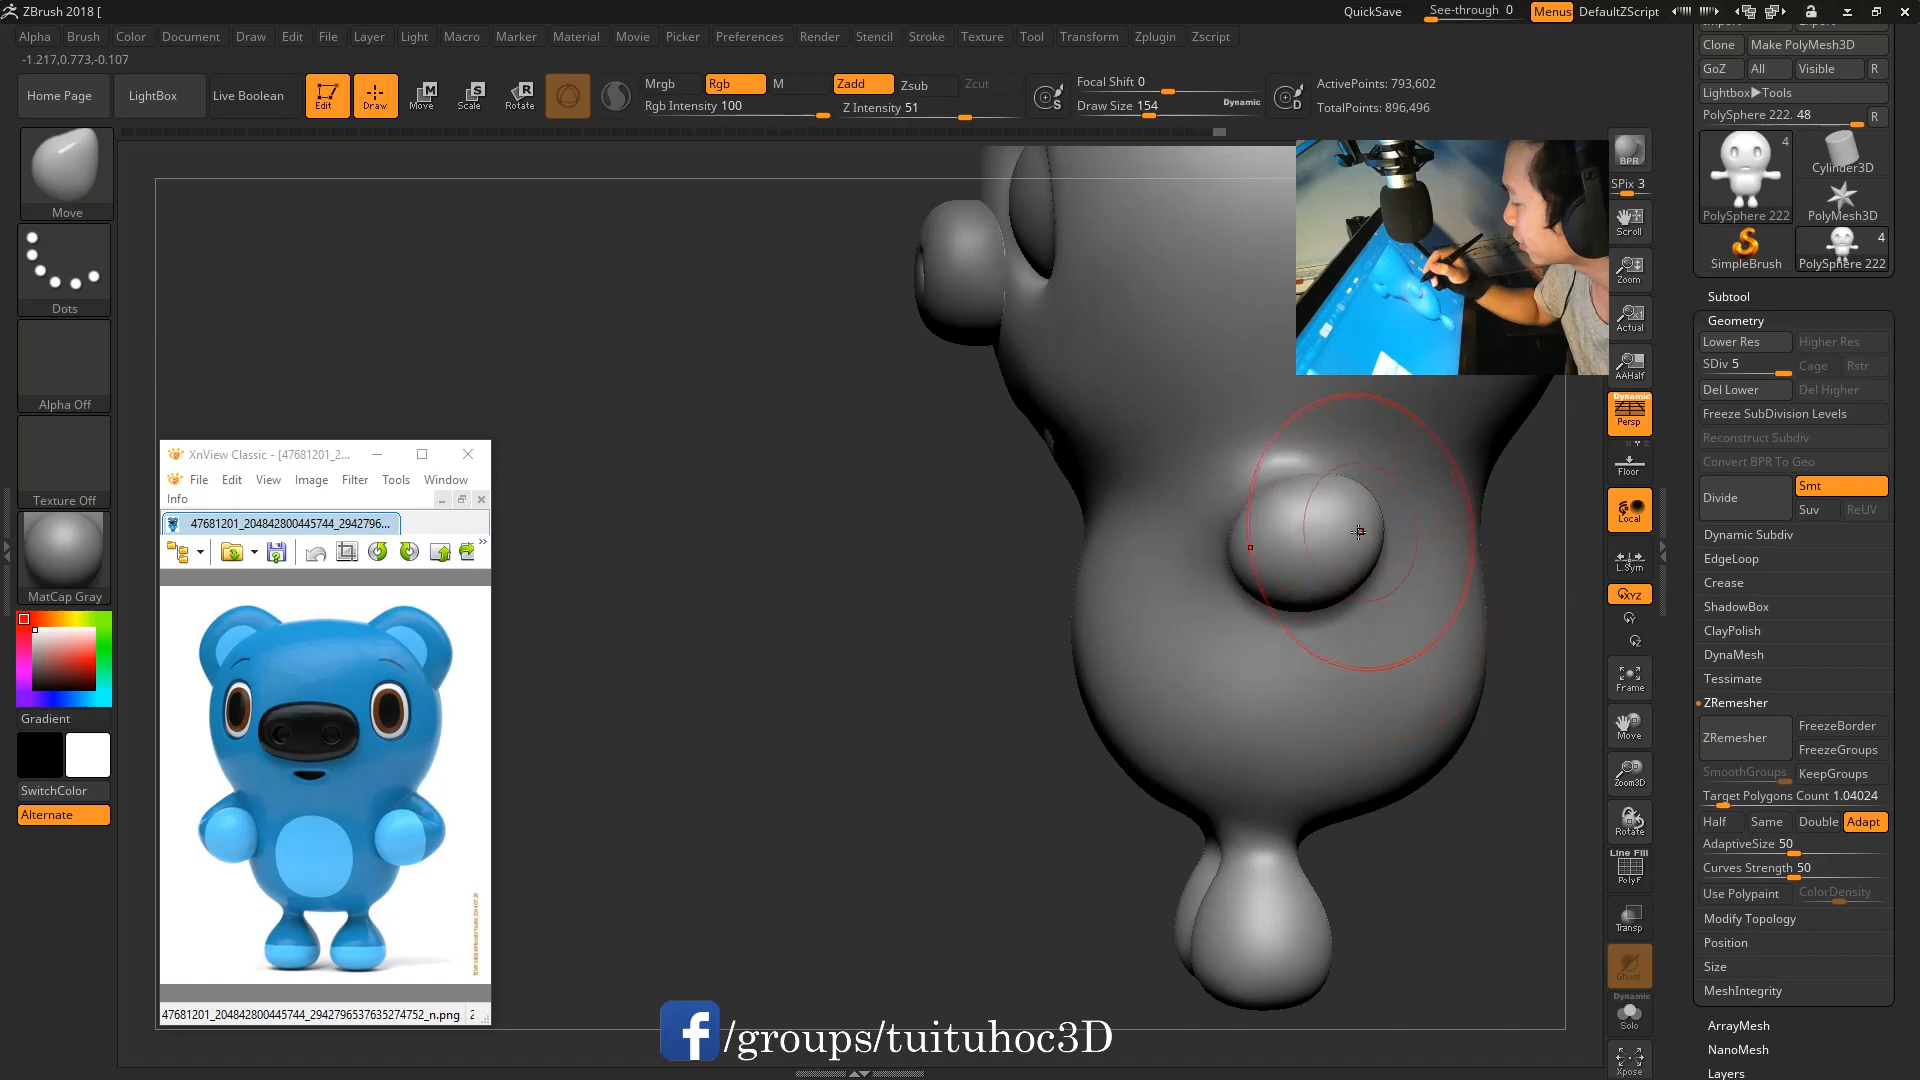 ZBrush 2018 [
QuickSave
See-through 0
Menus
DefaultZScript
Alpha Brush Color Document Draw Edit File Layer Light Macro Marker Material Movie Picker Preferences Render Stencil Stroke Texture Tool Transform Zplugin Zscript
-1.217,0.773,-0.107
Home Page
LightBox
Live Boolean
Edit
Draw
Move
Scale
Rotate
Mrgb Rgb M
Rgb Intensity 100
Zadd Zsub Zcut
Z Intensity 51
Focal Shift 0
Draw Size 154
Dynamic
ActivePoints: 793,602
TotalPoints: 896,496
Move
Dots
Alpha Off
Texture Off
MatCap Gray
Gradient
SwitchColor
Alternate
XnView Classic - [47681201_2...
File Edit View Image Filter Tools Window
Info
47681201_204842800445744_2942796...
47681201_204842800445744_2942796537635274752_n.png
/groups/tuituhoc3D
BPR
SPix 3
Scroll
Zoom
Actual
AAHalf
Dynamic
Persp
Floor
Local
L.Sym
XYZ
Frame
Move
Zoom3D
Rotate
Line Fill
PolyF
Transp
Ghost
Dynamic
Solo
Xpose
Clone Make PolyMesh3D
GoZ All Visible R
Lightbox▶Tools
PolySphere 222. 48 R
4
PolySphere 222
Cylinder3D
PolyMesh3D
SimpleBrush
4
PolySphere 222
Subtool
Geometry
Lower Res Higher Res
SDiv 5 Cage Rstr
Del Lower Del Higher
Freeze SubDivision Levels
Reconstruct Subdiv
Convert BPR To Geo
Divide
Smt
Suv ReUV
Dynamic Subdiv
EdgeLoop
Crease
ShadowBox
ClayPolish
DynaMesh
Tessimate
ZRemesher
ZRemesher
FreezeBorder
FreezeGroups
SmoothGroups KeepGroups
Target Polygons Count 1.04024
Half Same Double Adapt
AdaptiveSize 50
Curves Strength 50
Use Polypaint ColorDensity
Modify Topology
Position
Size
MeshIntegrity
ArrayMesh
NanoMesh
Layers